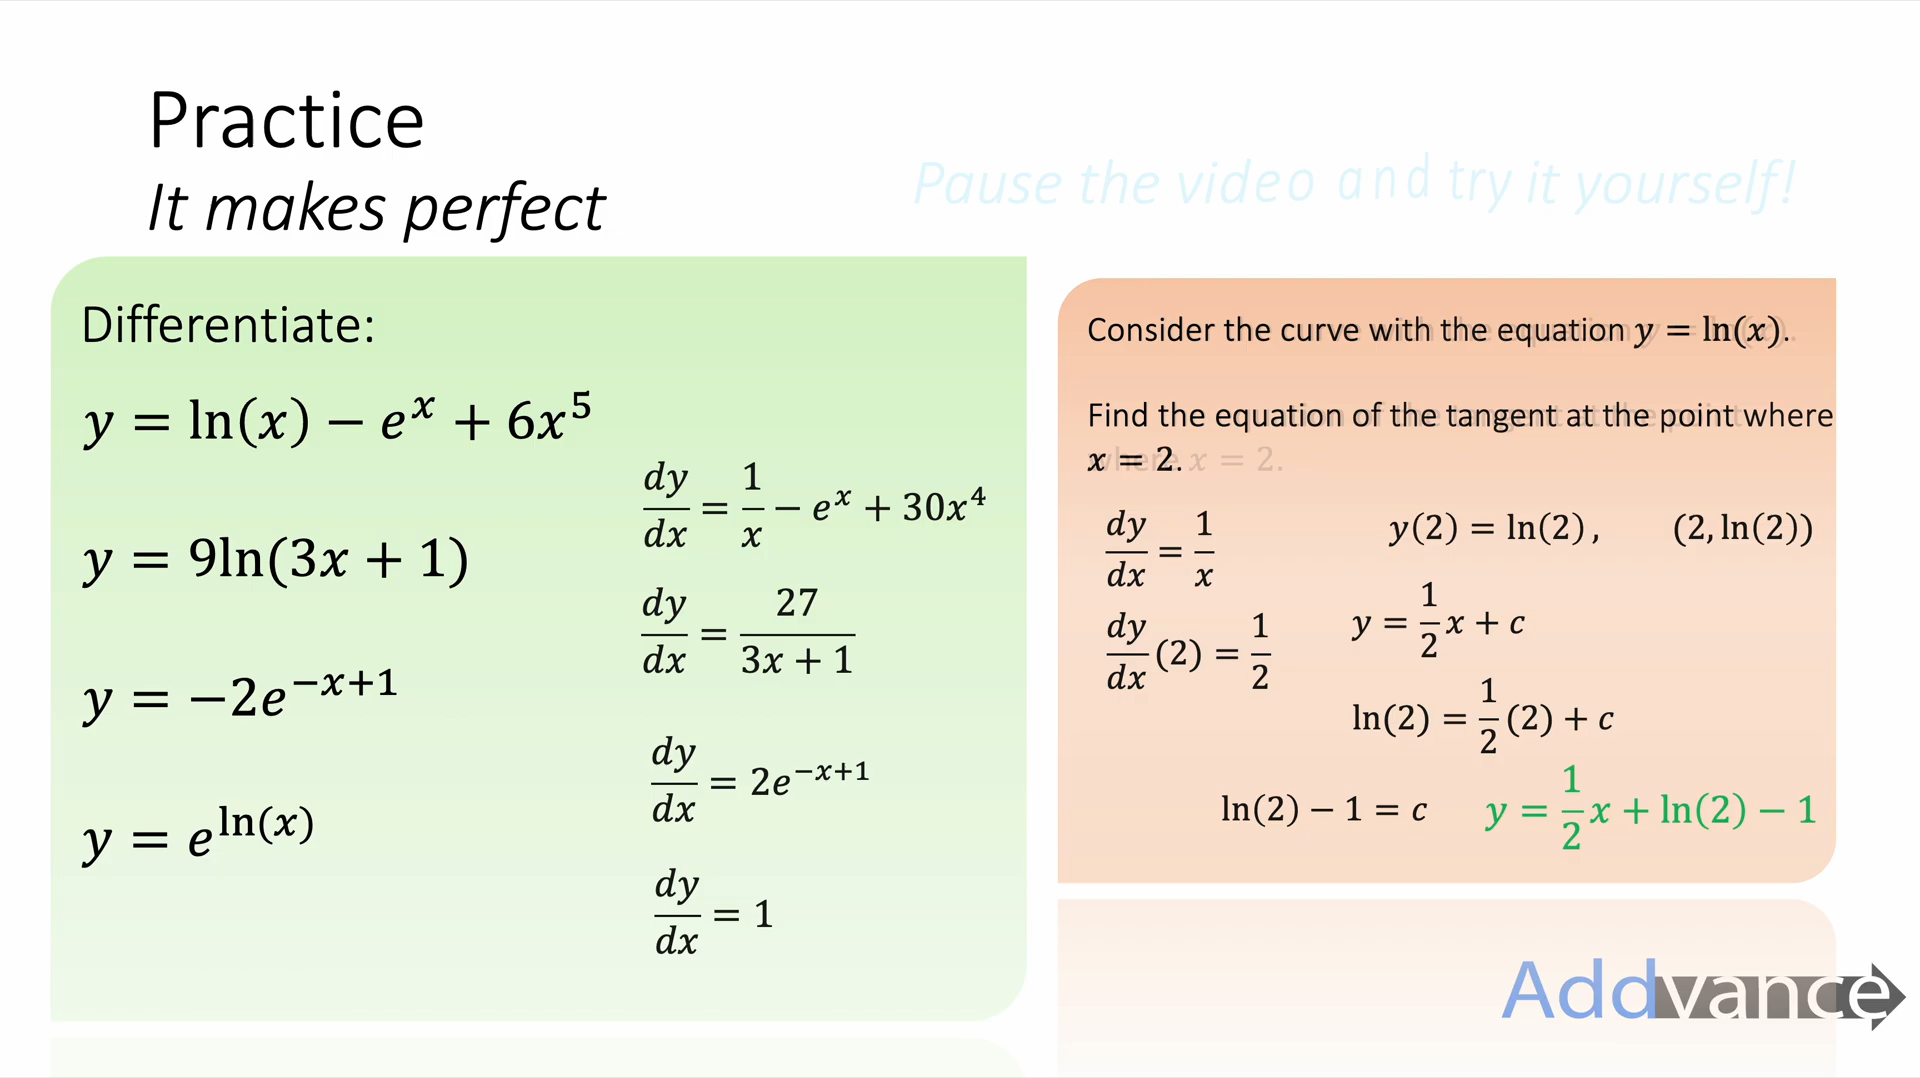 Practice
It makes perfect
Pause the video and try it yourself!
Differentiate:
y = ln(x) − eˣ + 6x⁵
dy/dx = 1/x − eˣ + 30x⁴
y = 9ln(3x + 1)
dy/dx = 27/(3x + 1)
y = −2e⁻ˣ⁺¹
dy/dx = 2e⁻ˣ⁺¹
y = e^ln(x)
dy/dx = 1
Consider the curve with the equation y = ln(x).
Find the equation of the tangent at the point where
x = 2.
dy/dx = 1/x
y(2) = ln(2), (2, ln(2))
dy/dx (2) = 1/2
y = 1/2 x + c
ln(2) = 1/2 (2) + c
ln(2) − 1 = c
y = 1/2 x + ln(2) − 1
Addvance